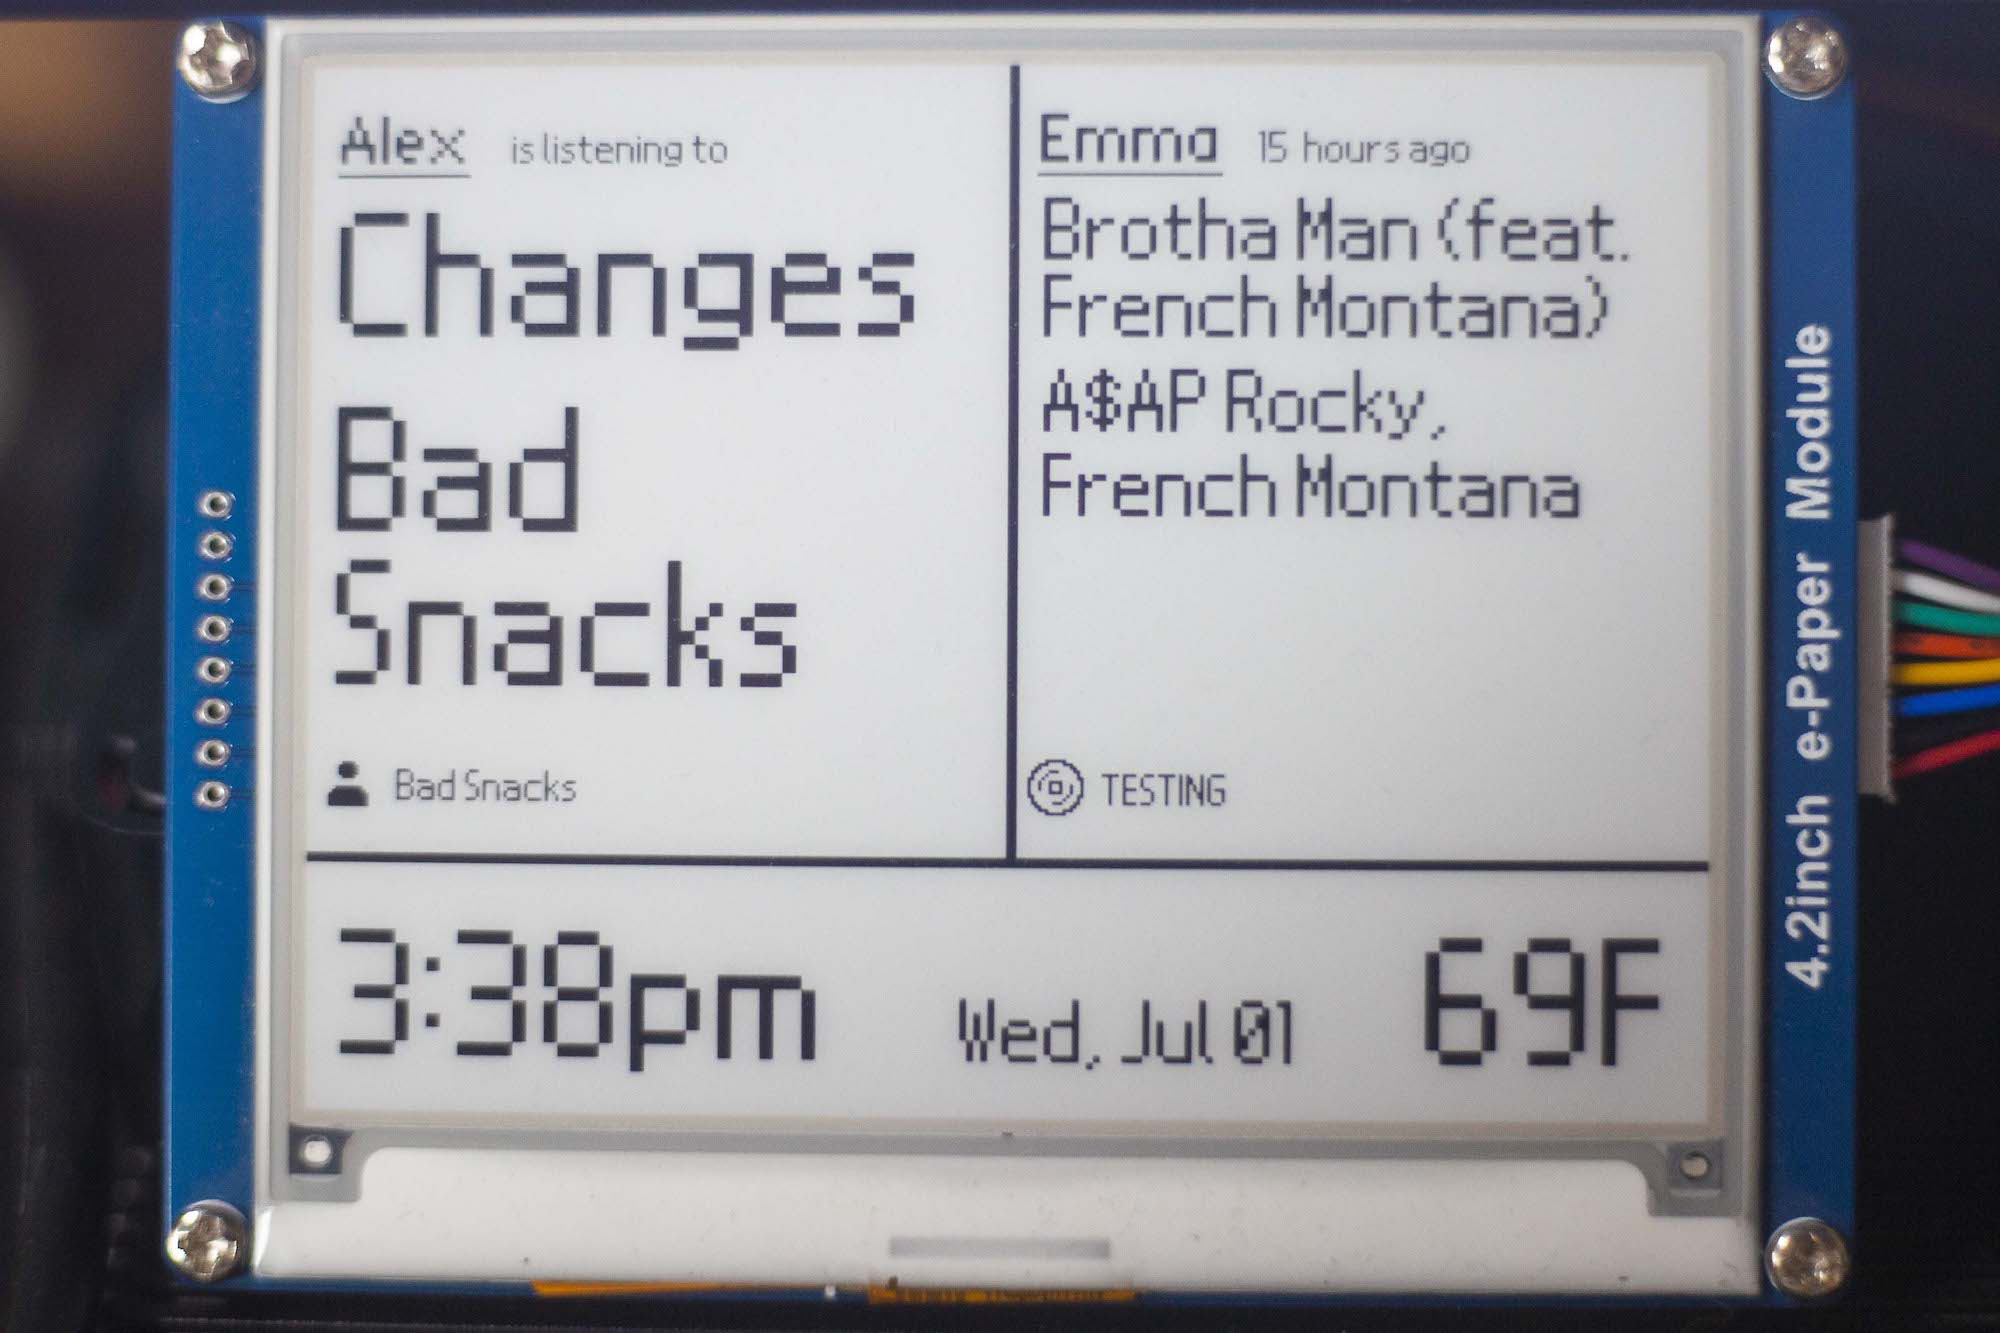 Alex is listening to
Changes
Bad
Snacks
Bad Snacks
Emma 15 hours ago
Brotha Man (feat.
French Montana)
A$AP Rocky,
French Montana
TESTING
3:38pm Wed, Jul 01 69F
4.2inch e-Paper Module